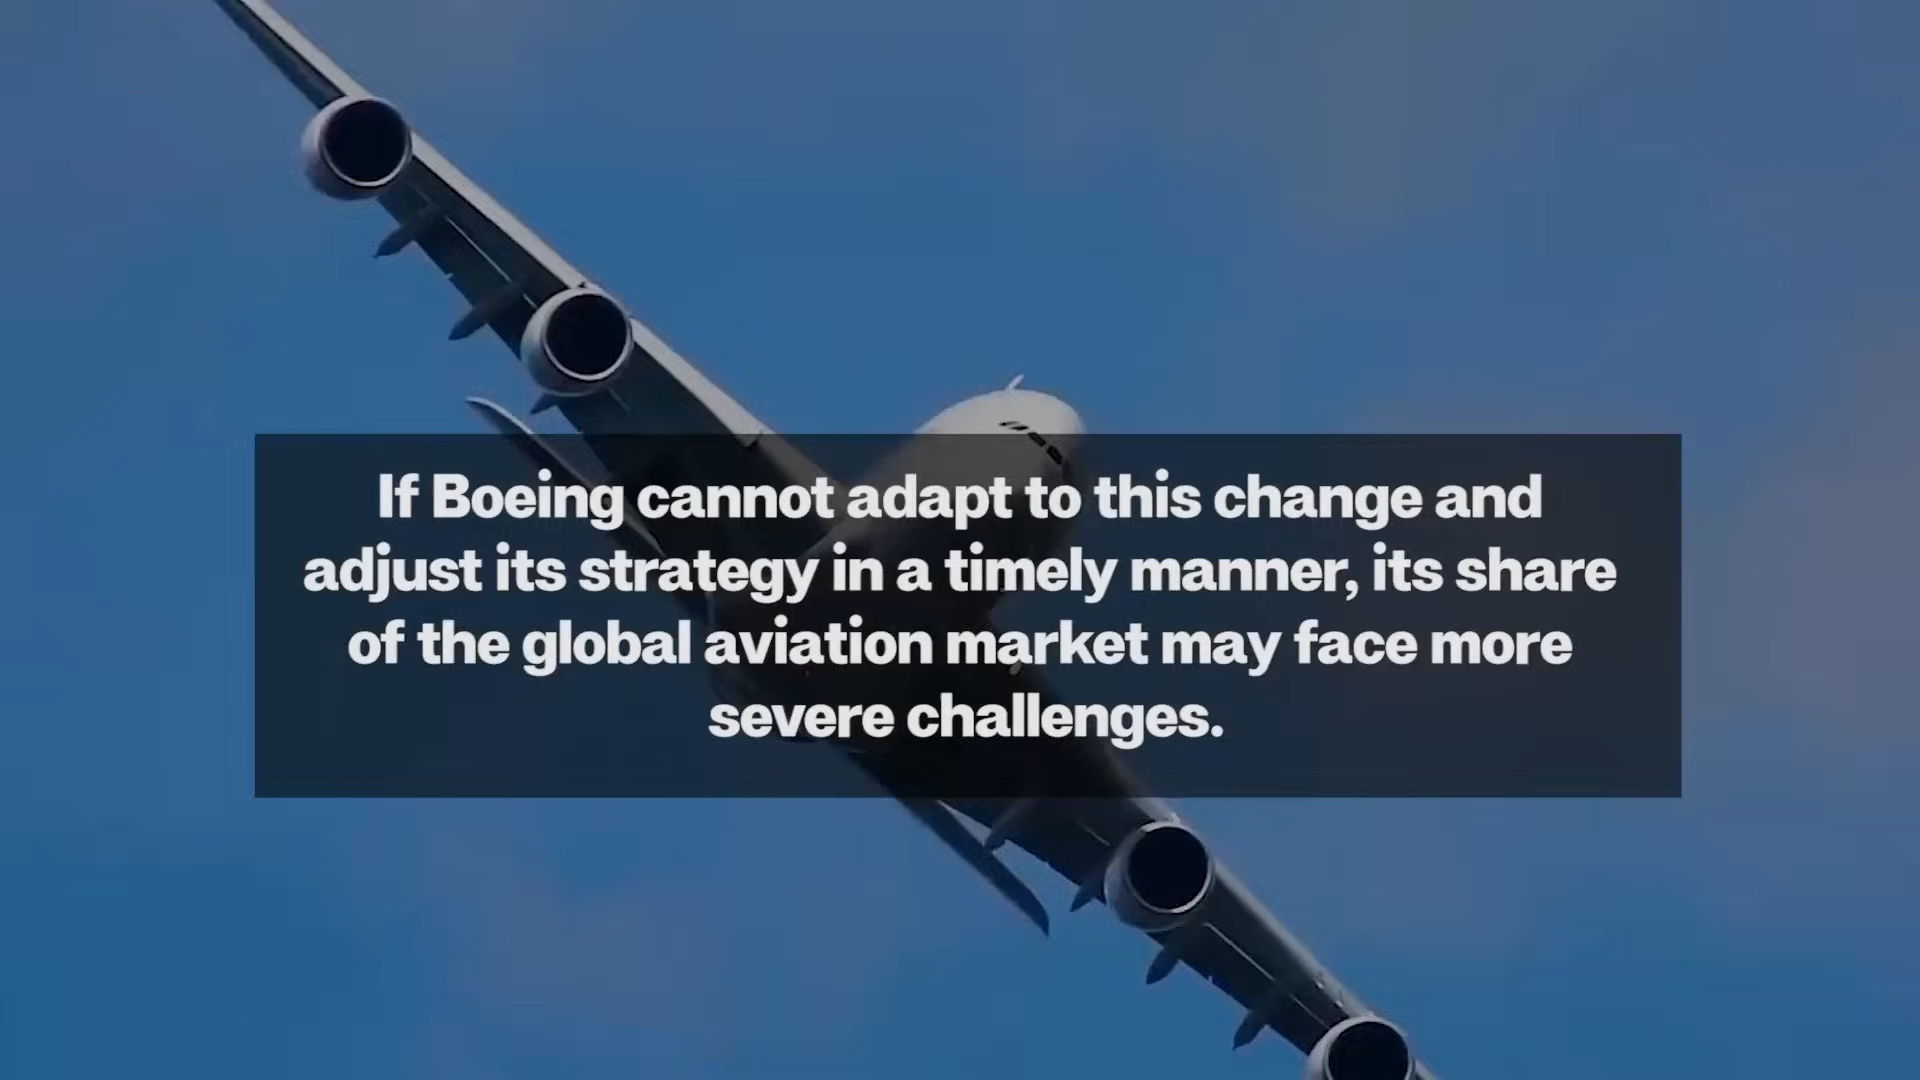 If Boeing cannot adapt to this change and
adjust its strategy in a timely manner, its share
of the global aviation market may face more
severe challenges.